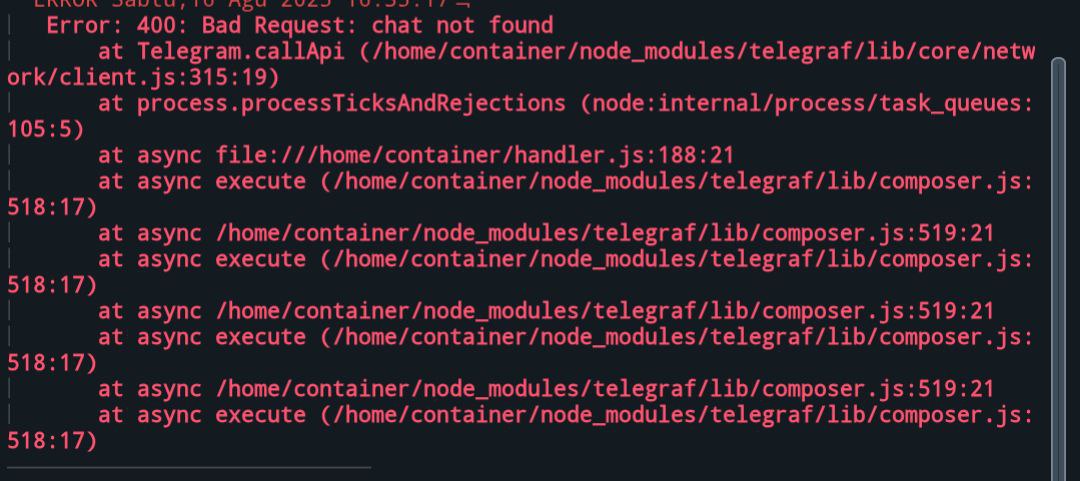 ERROR Sabtu,16 Agu 2025 16.33.17
Error: 400: Bad Request: chat not found
at Telegram.callApi (/home/container/node_modules/telegraf/lib/core/netw
ork/client.js:315:19)
at process.processTicksAndRejections (node:internal/process/task_queues:
105:5)
at async file:///home/container/handler.js:188:21
at async execute (/home/container/node_modules/telegraf/lib/composer.js:
518:17)
at async /home/container/node_modules/telegraf/lib/composer.js:519:21
at async execute (/home/container/node_modules/telegraf/lib/composer.js:
518:17)
at async /home/container/node_modules/telegraf/lib/composer.js:519:21
at async execute (/home/container/node_modules/telegraf/lib/composer.js:
518:17)
at async /home/container/node_modules/telegraf/lib/composer.js:519:21
at async execute (/home/container/node_modules/telegraf/lib/composer.js:
518:17)